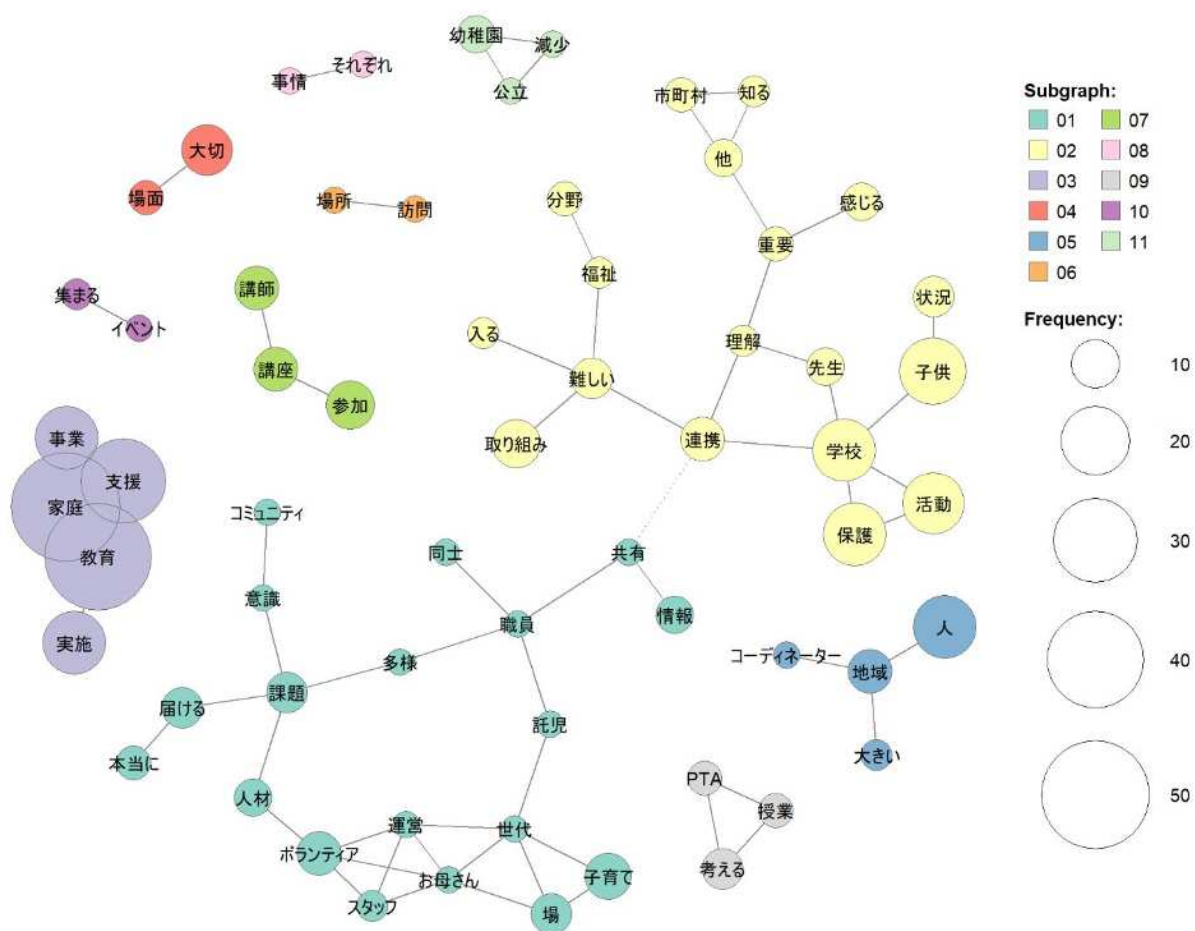 幼稚園
減少
公立
それぞれ
事情
市町村
知る
他
大切
場面
場所
訪問
分野
感じる
重要
福祉
講師
集まる
イベント
状況
入る
理解
先生
子供
難しい
講座
参加
取り組み
連携
学校
事業
支援
家庭
教育
実施
活動
保護
コミュニティ
同士
共有
意識
情報
職員
多様
人
コーディネーター
地域
大きい
課題
届ける
本当に
託児
人材
PTA
授業
考える
運営
世代
ボランティア
お母さん
子育て
スタッフ
場
Subgraph:
01 07
02 08
03 09
04 10
05 11
06
Frequency:
10
20
30
40
50